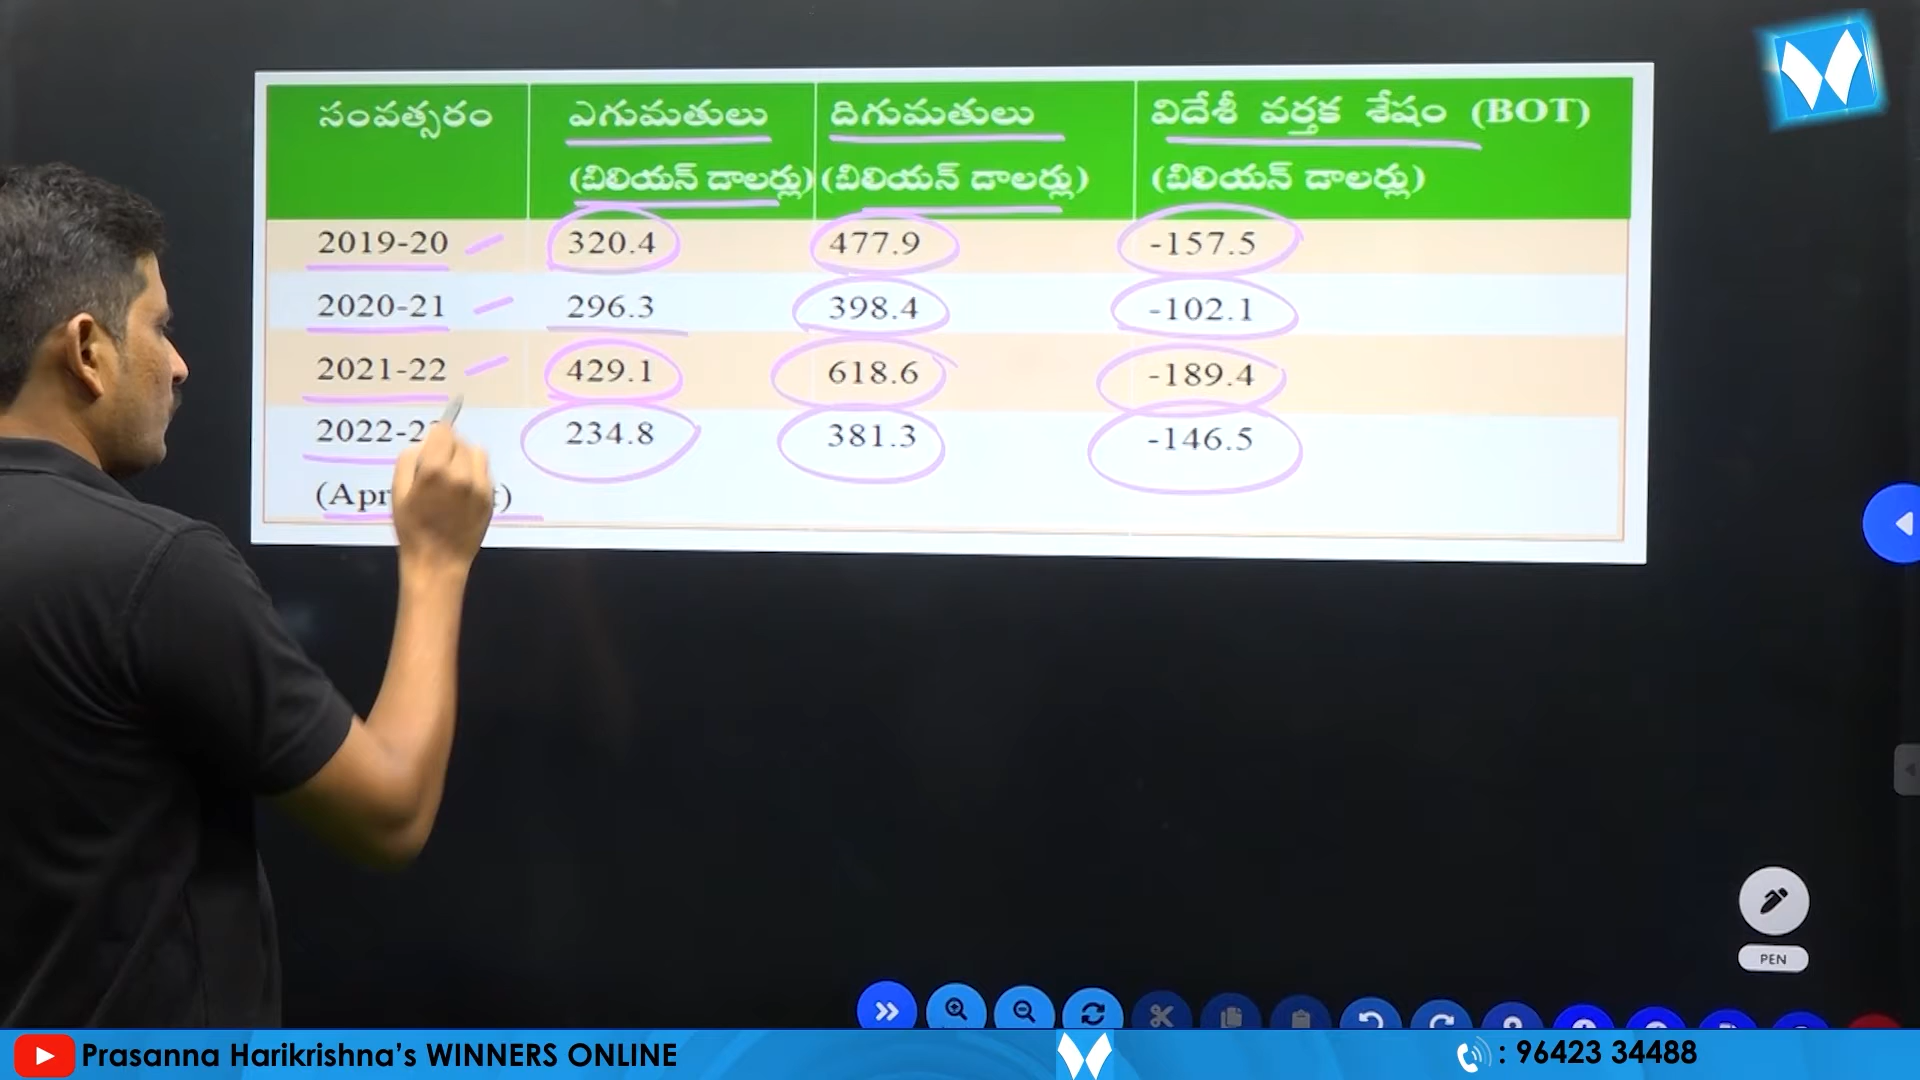 సంవత్సరం ఎగుమతులు దిగుమతులు విదేశీ వర్తక శేషం (BOT)
(బిలియన్ డాలర్లు) (బిలియన్ డాలర్లు) (బిలియన్ డాలర్లు)
2019-20 320.4 477.9 -157.5
2020-21 296.3 398.4 -102.1
2021-22 429.1 618.6 -189.4
234.8 381.3 -146.5
PEN
Prasanna Harikrishna's WINNERS ONLINE : 96423 34488